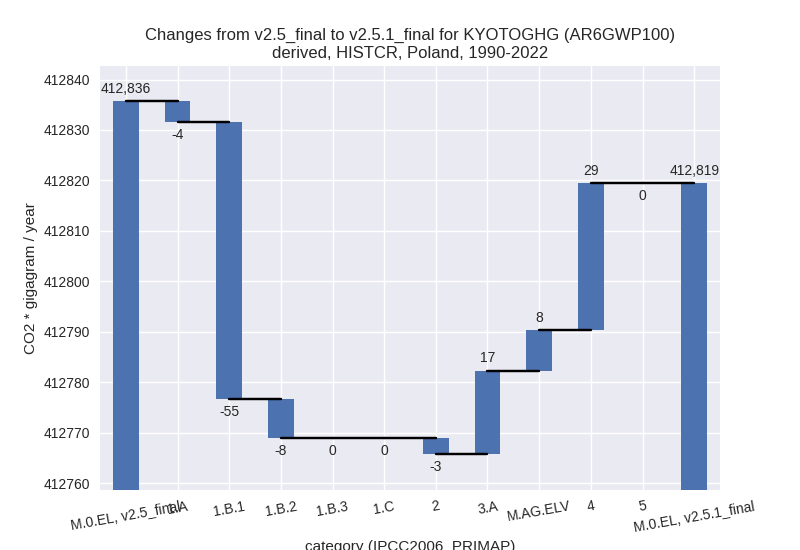 Changes from v2.5_final to v2.5.1_final for KYOTOGHG (AR6GWP100)
derived, HISTCR, Poland, 1990-2022
CO2 * gigagram / year
412840
412830
412820
412810
412800
412790
412780
412770
412760
412,836
-4
-55
-8
0
0
-3
17
8
29
0
412,819
M.0.EL, v2.5_final
1.A
1.B.1
1.B.2
1.B.3
1.C
2
3.A
M.AG.ELV
4
5
M.0.EL, v2.5.1_final
category (IPCC2006_PRIMAP)